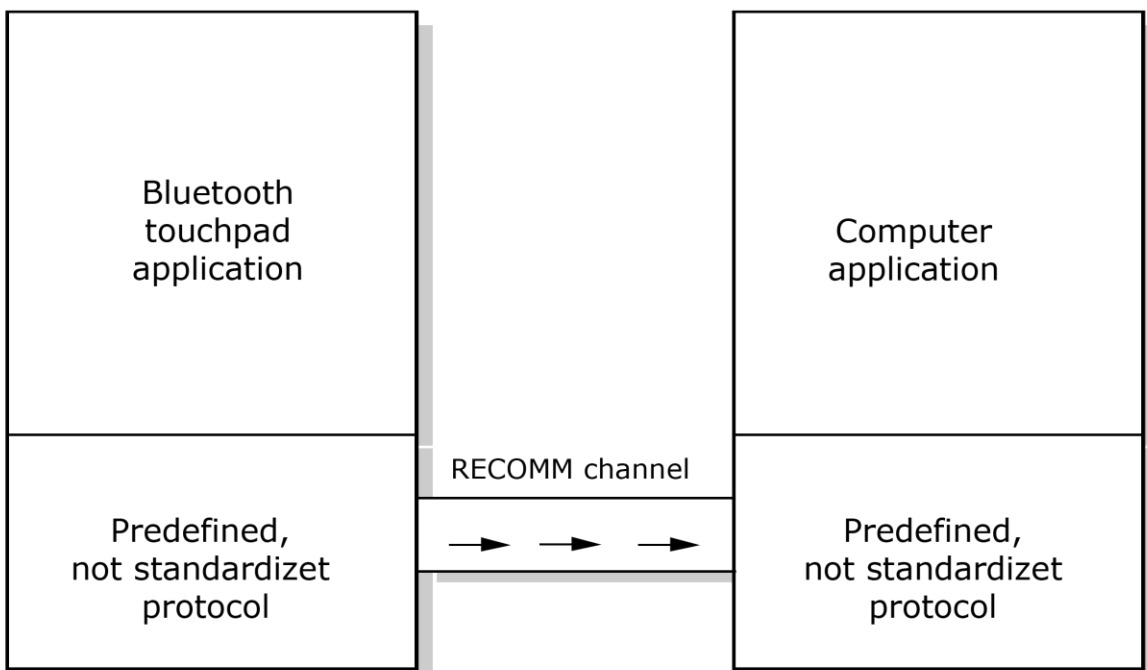 Bluetooth
touchpad
application
Computer
application
RECOMM channel
Predefined,
not standardizet
protocol
Predefined,
not standardizet
protocol